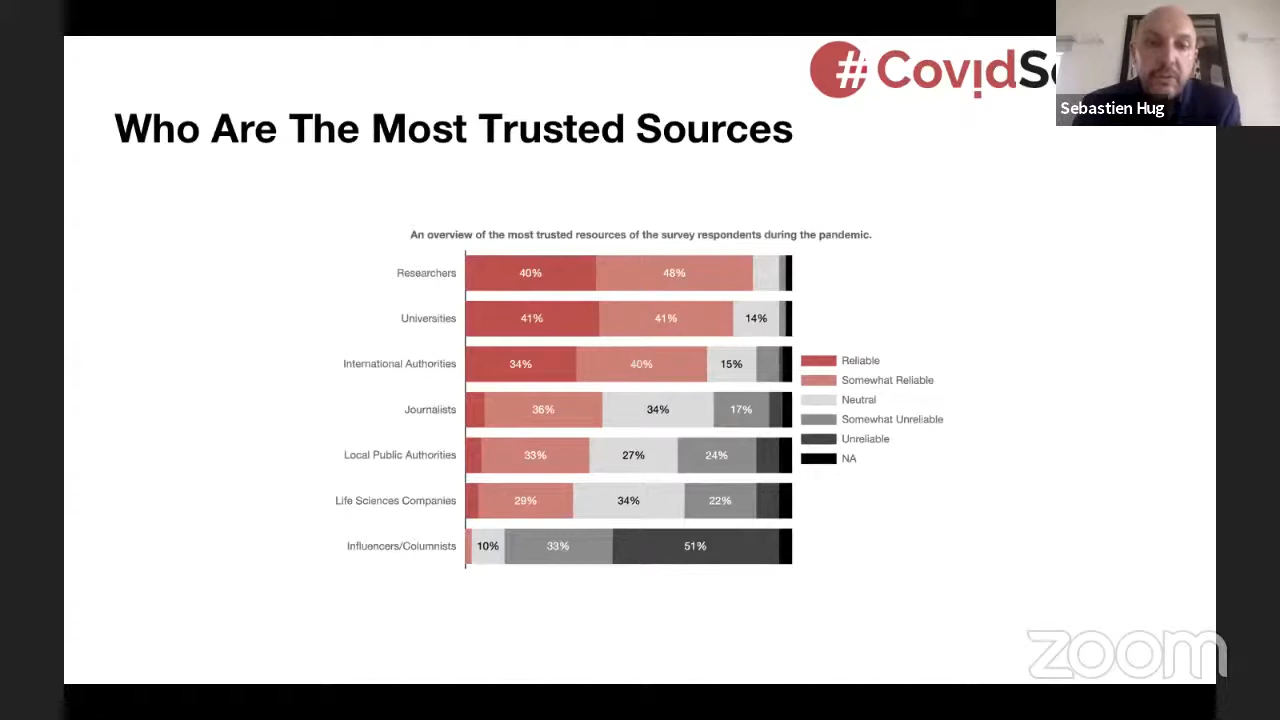 #CovidS
Sebastien Hug
Who Are The Most Trusted Sources
An overview of the most trusted resources of the survey respondents during the pandemic.
Researchers 40% 48%
Universities 41% 41% 14%
International Authorities 34% 40% 15%
Journalists 36% 34% 17%
Local Public Authorities 33% 27% 24%
Life Sciences Companies 29% 34% 22%
Influencers/Columnists 10% 33% 51%
Reliable
Somewhat Reliable
Neutral
Somewhat Unreliable
Unreliable
NA
zoom